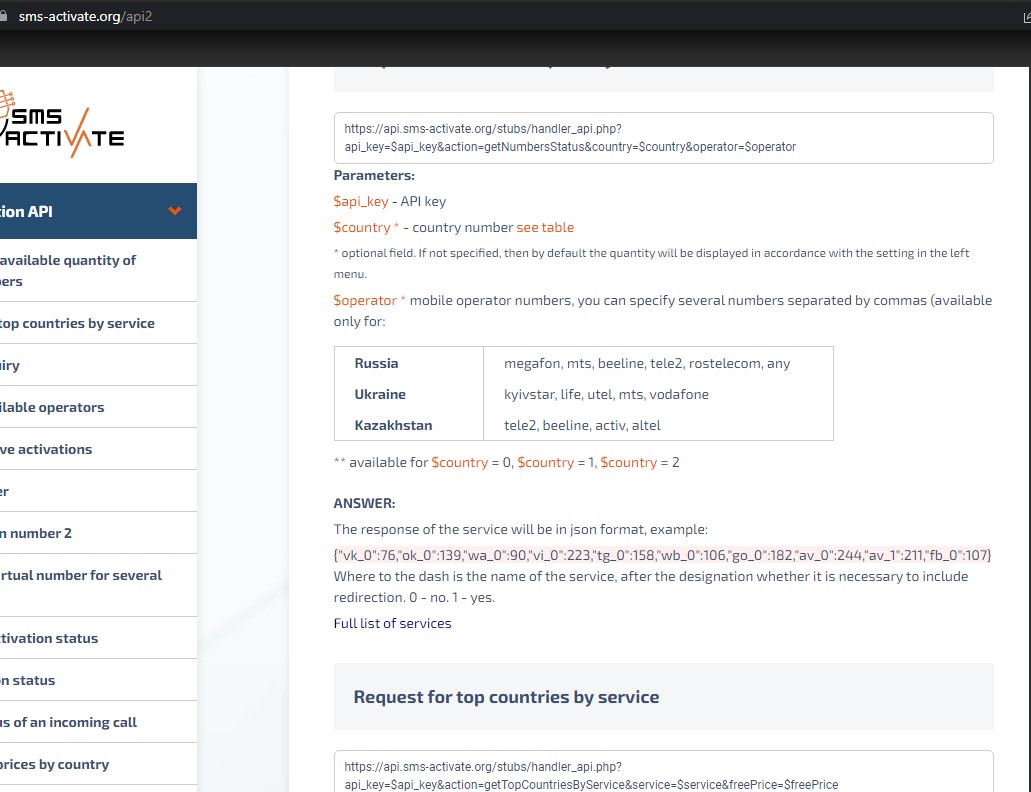 sms-activate.org/api2
SMS
ACTIVATE
tion API
available quantity of
bers
top countries by service
iry
ilable operators
ve activations
er
n number 2
rtual number for several
tivation status
n status
us of an incoming call
prices by country
https://api.sms-activate.org/stubs/handler_api.php?
api_key=$api_key&action=getNumbersStatus&country=$country&operator=$operator
Parameters:
$api_key - API key
$country * - country number see table
* optional field. If not specified, then by default the quantity will be displayed in accordance with the setting in the left
menu.
$operator * mobile operator numbers, you can specify several numbers separated by commas (available
only for:
Russia megafon, mts, beeline, tele2, rostelecom, any
Ukraine kyivstar, life, utel, mts, vodafone
Kazakhstan tele2, beeline, activ, altel
** available for $country = 0, $country = 1, $country = 2
ANSWER:
The response of the service will be in json format, example:
{"vk_0":76,"ok_0":139,"wa_0":90,"vi_0":223,"tg_0":158,"wb_0":106,"go_0":182,"av_0":244,"av_1":211,"fb_0":107}
Where to the dash is the name of the service, after the designation whether it is necessary to include
redirection. 0 - no. 1 - yes.
Full list of services
Request for top countries by service
https://api.sms-activate.org/stubs/handler_api.php?
api_key=$api_key&action=getTopCountriesByService&service=$service&freePrice=$freePrice